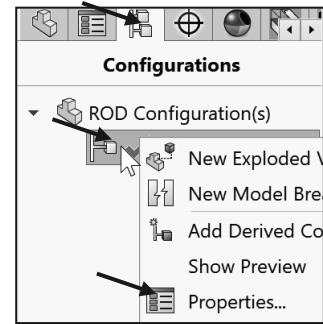 Configurations
ROD Configuration(s)
New Exploded V
New Model Brea
Add Derived Co
Show Preview
Properties...